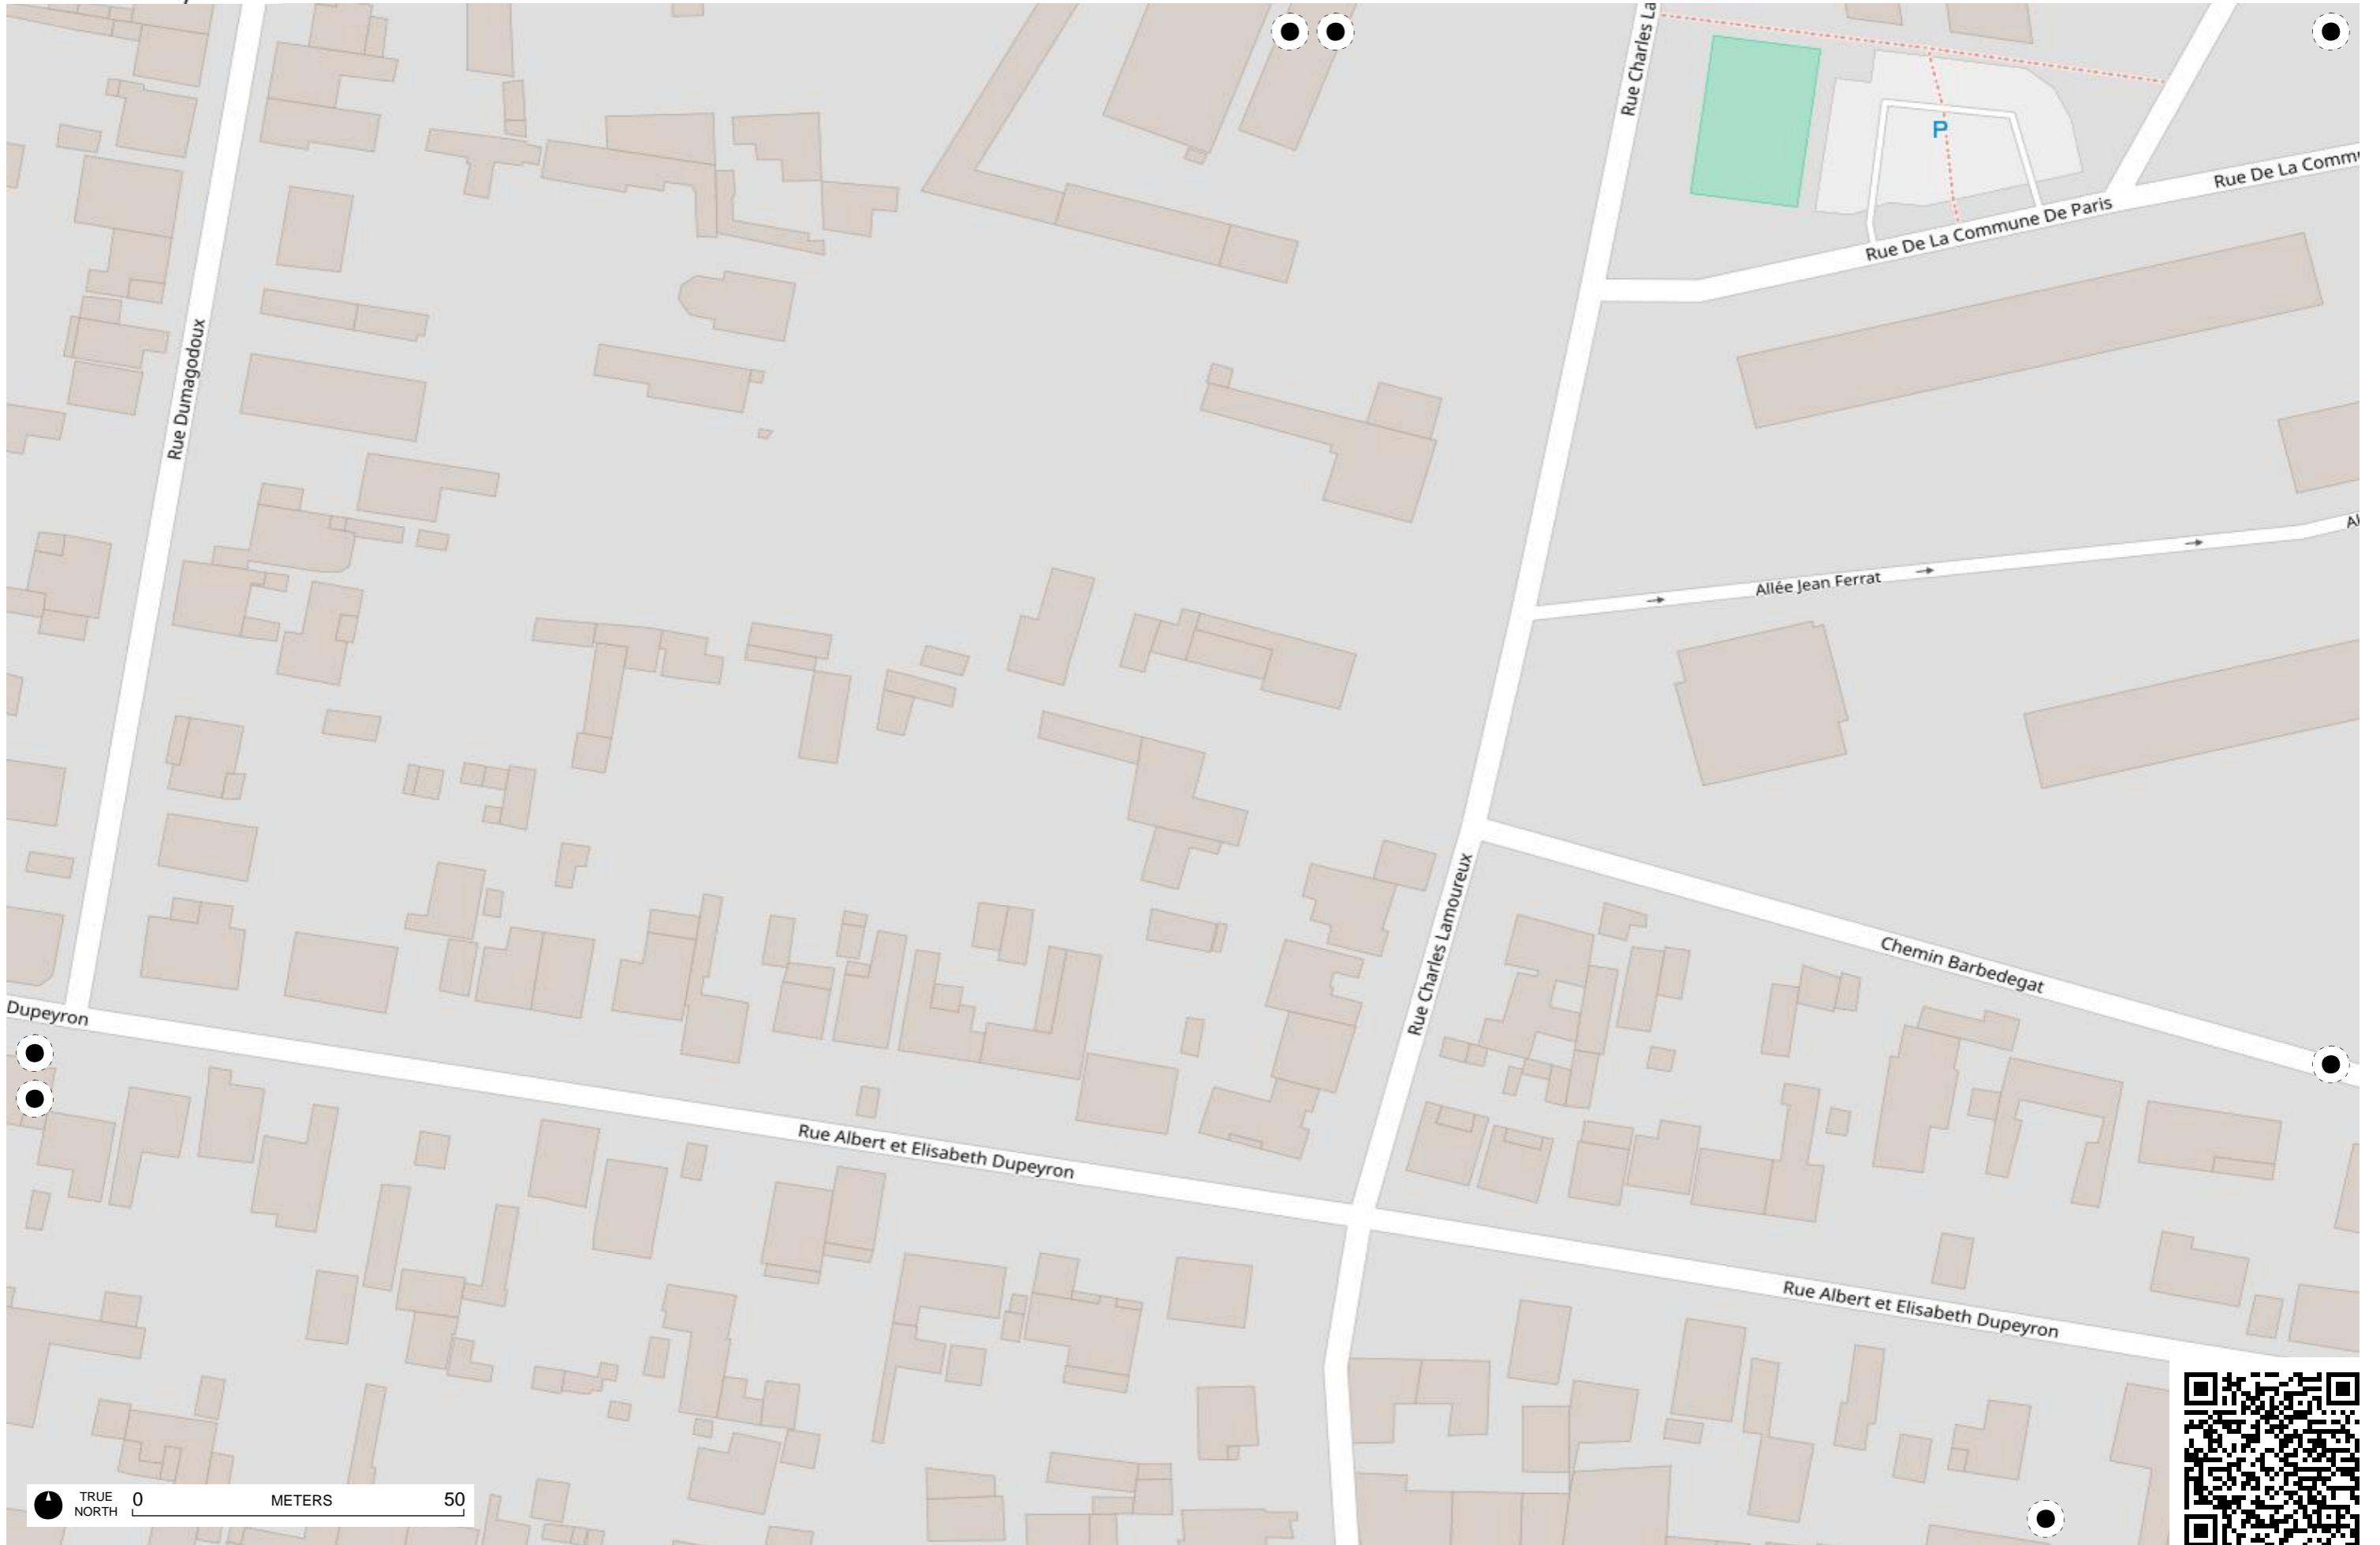 Rue Charles La
P
Rue De La Commu
Rue De La Commune De Paris
Rue Dumagodoux
Al
Allée Jean Ferrat
Rue Charles Lamoureux
Chemin Barbedegat
Dupeyron
Rue Albert et Elisabeth Dupeyron
Rue Albert et Elisabeth Dupeyron
TRUE NORTH
0 METERS 50